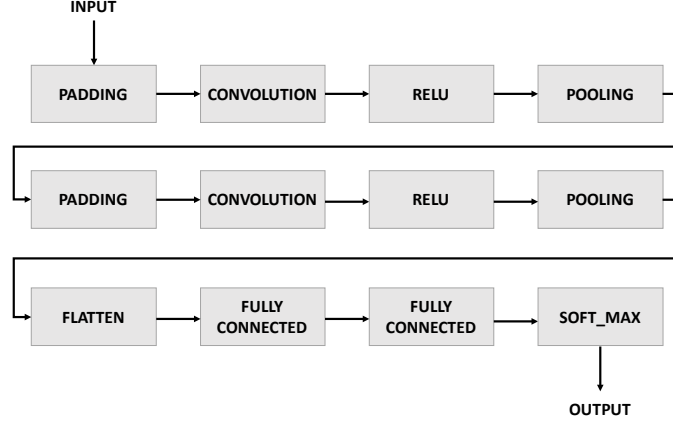 INPUT
PADDING
CONVOLUTION
RELU
POOLING
PADDING
CONVOLUTION
RELU
POOLING
FLATTEN
FULLY
CONNECTED
FULLY
CONNECTED
SOFT_MAX
OUTPUT